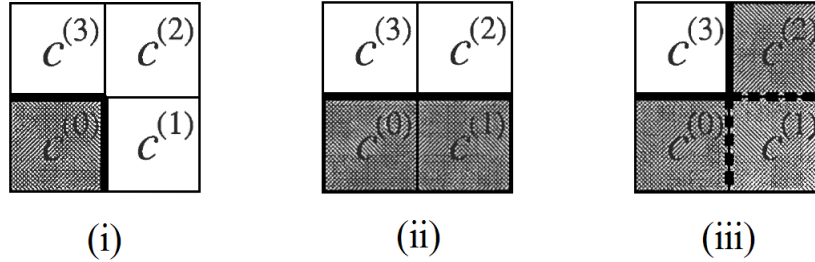 c(3) c(2) c(3) c(2) c(3) c(2)
c(0) c(1) c(0) c(1) c(0) c(1)
(i) (ii) (iii)